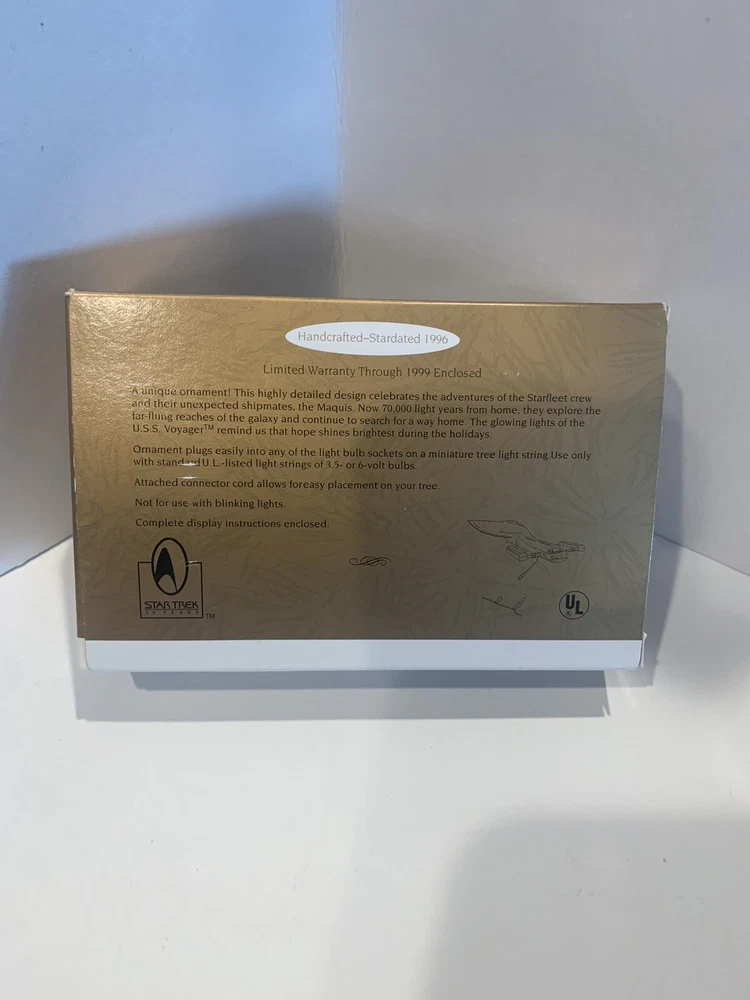 Handcrafted–Stardated 1996
Limited Warranty Through 1999 Enclosed
A unique ornament! This highly detailed design celebrates the adventures of the Starfleet crew
and their unexpected shipmates, the Maquis. Now 70,000 light years from home, they explore the
far-flung reaches of the galaxy and continue to search for a way home. The glowing lights of the
U.S.S. Voyager™ remind us that hope shines brightest during the holidays.
Ornament plugs easily into any of the light bulb sockets on a miniature tree light string.Use only
with standard U.L.-listed light strings of 3.5- or 6-volt bulbs.
Attached connector cord allows for easy placement on your tree.
Not for use with blinking lights.
Complete display instructions enclosed.
STAR TREK
30 YEARS
TM
UL